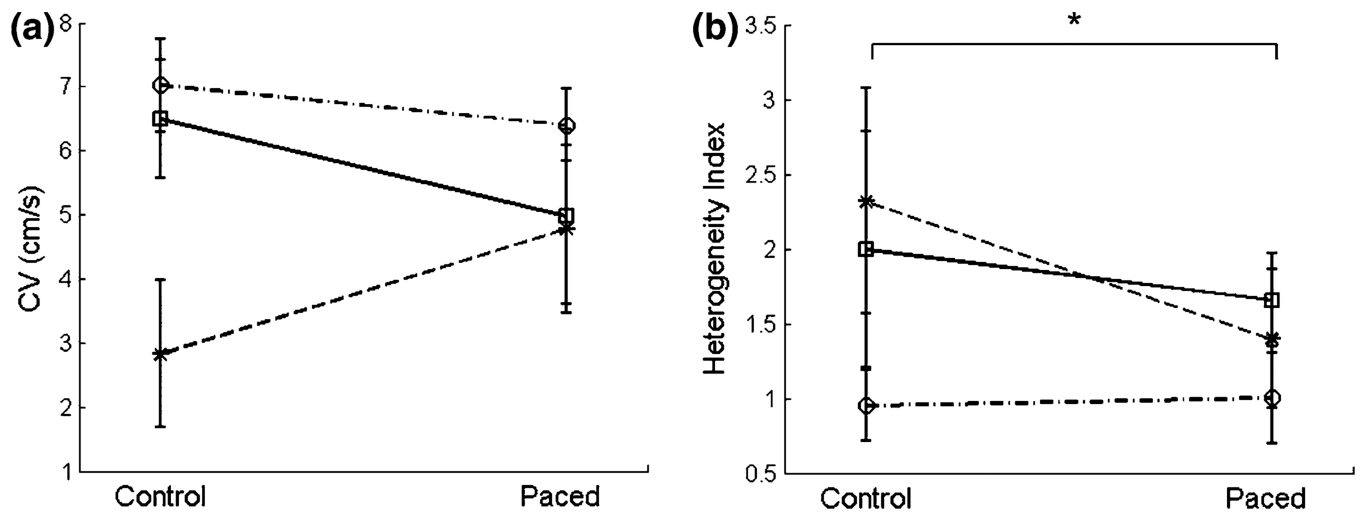 (a)
CV (cm/s)
8
7
6
5
4
3
2
1
Control
Paced
(b)
*
Heterogeneity Index
3.5
3
2.5
2
1.5
1
0.5
Control
Paced